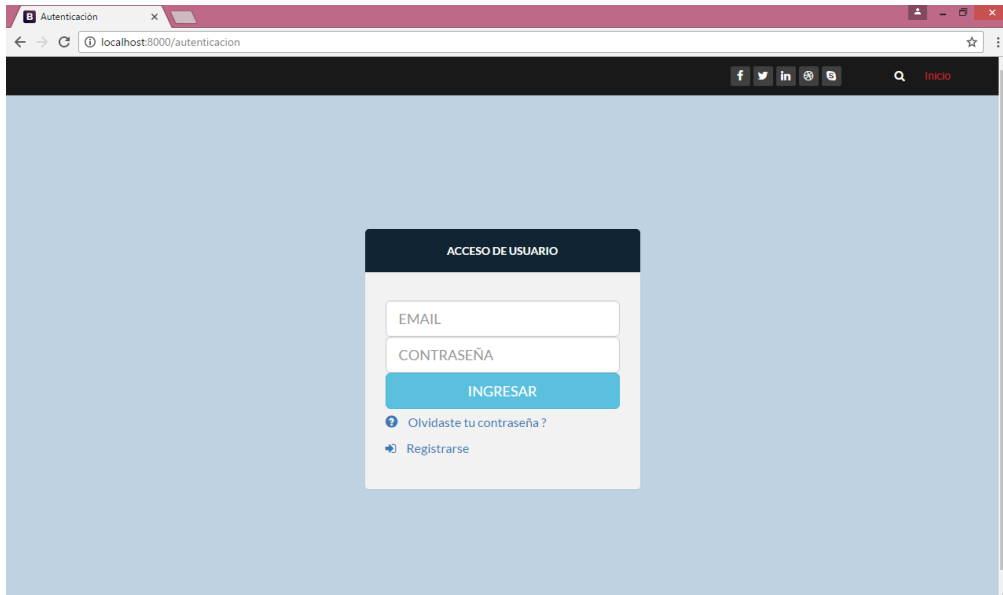 B Autenticación
localhost:8000/autenticacion
Inicio
ACCESO DE USUARIO
EMAIL
CONTRASEÑA
INGRESAR
Olvidaste tu contraseña ?
Registrarse